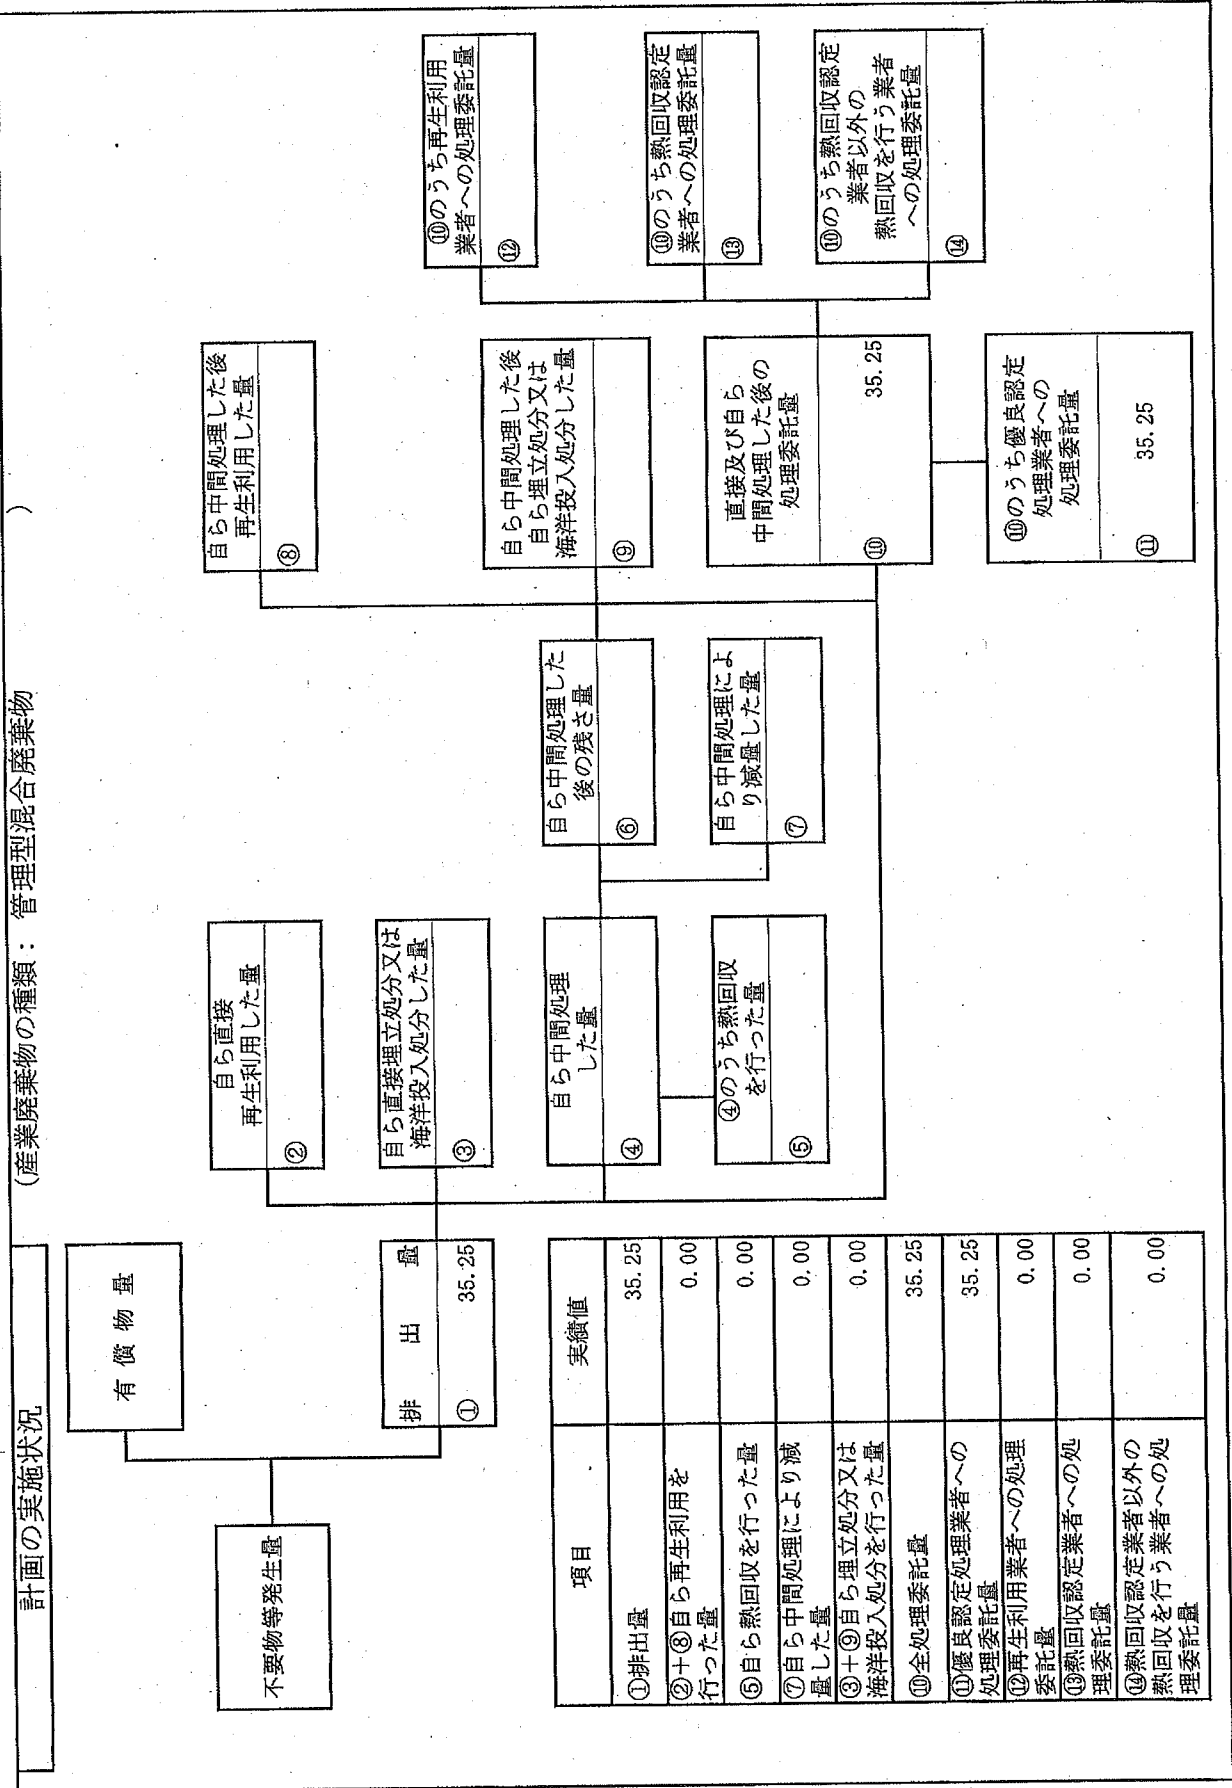 計画の実施状況
(産業廃棄物の種類： 管理型混合廃棄物 )
不要物等発生量
有償物量
排出量
① 35.25
自ら直接
再生利用した量
②
自ら直接埋立処分又は
海洋投入処分した量
③
自ら中間処理
した量
④
④のうち熱回収
を行った量
⑤
自ら中間処理した
後の残さ量
⑥
自ら中間処理によ
り減量した量
⑦
自ら中間処理した後
再生利用した量
⑧
自ら中間処理した後
自ら埋立処分又は
海洋投入処分した量
⑨
直接及び自ら
中間処理した後の
処理委託量
⑩ 35.25
⑩のうち優良認定
処理業者への
処理委託量
⑪ 35.25
⑩のうち再生利用
業者への処理委託量
⑫
⑩のうち熱回収認定
業者への処理委託量
⑬
⑩のうち熱回収認定
業者以外の
熱回収を行う業者
への処理委託量
⑭
項目 実績値
①排出量 35.25
②＋⑧自ら再生利用を
行った量 0.00
⑤自ら熱回収を行った量 0.00
⑦自ら中間処理により減
量した量 0.00
③＋⑨自ら埋立処分又は
海洋投入処分を行った量 0.00
⑩全処理委託量 35.25
⑪優良認定処理業者への
処理委託量 35.25
⑫再生利用業者への処理
委託量 0.00
⑬熱回収認定業者への処
理委託量 0.00
⑭熱回収認定業者以外の
熱回収を行う業者への処
理委託量 0.00